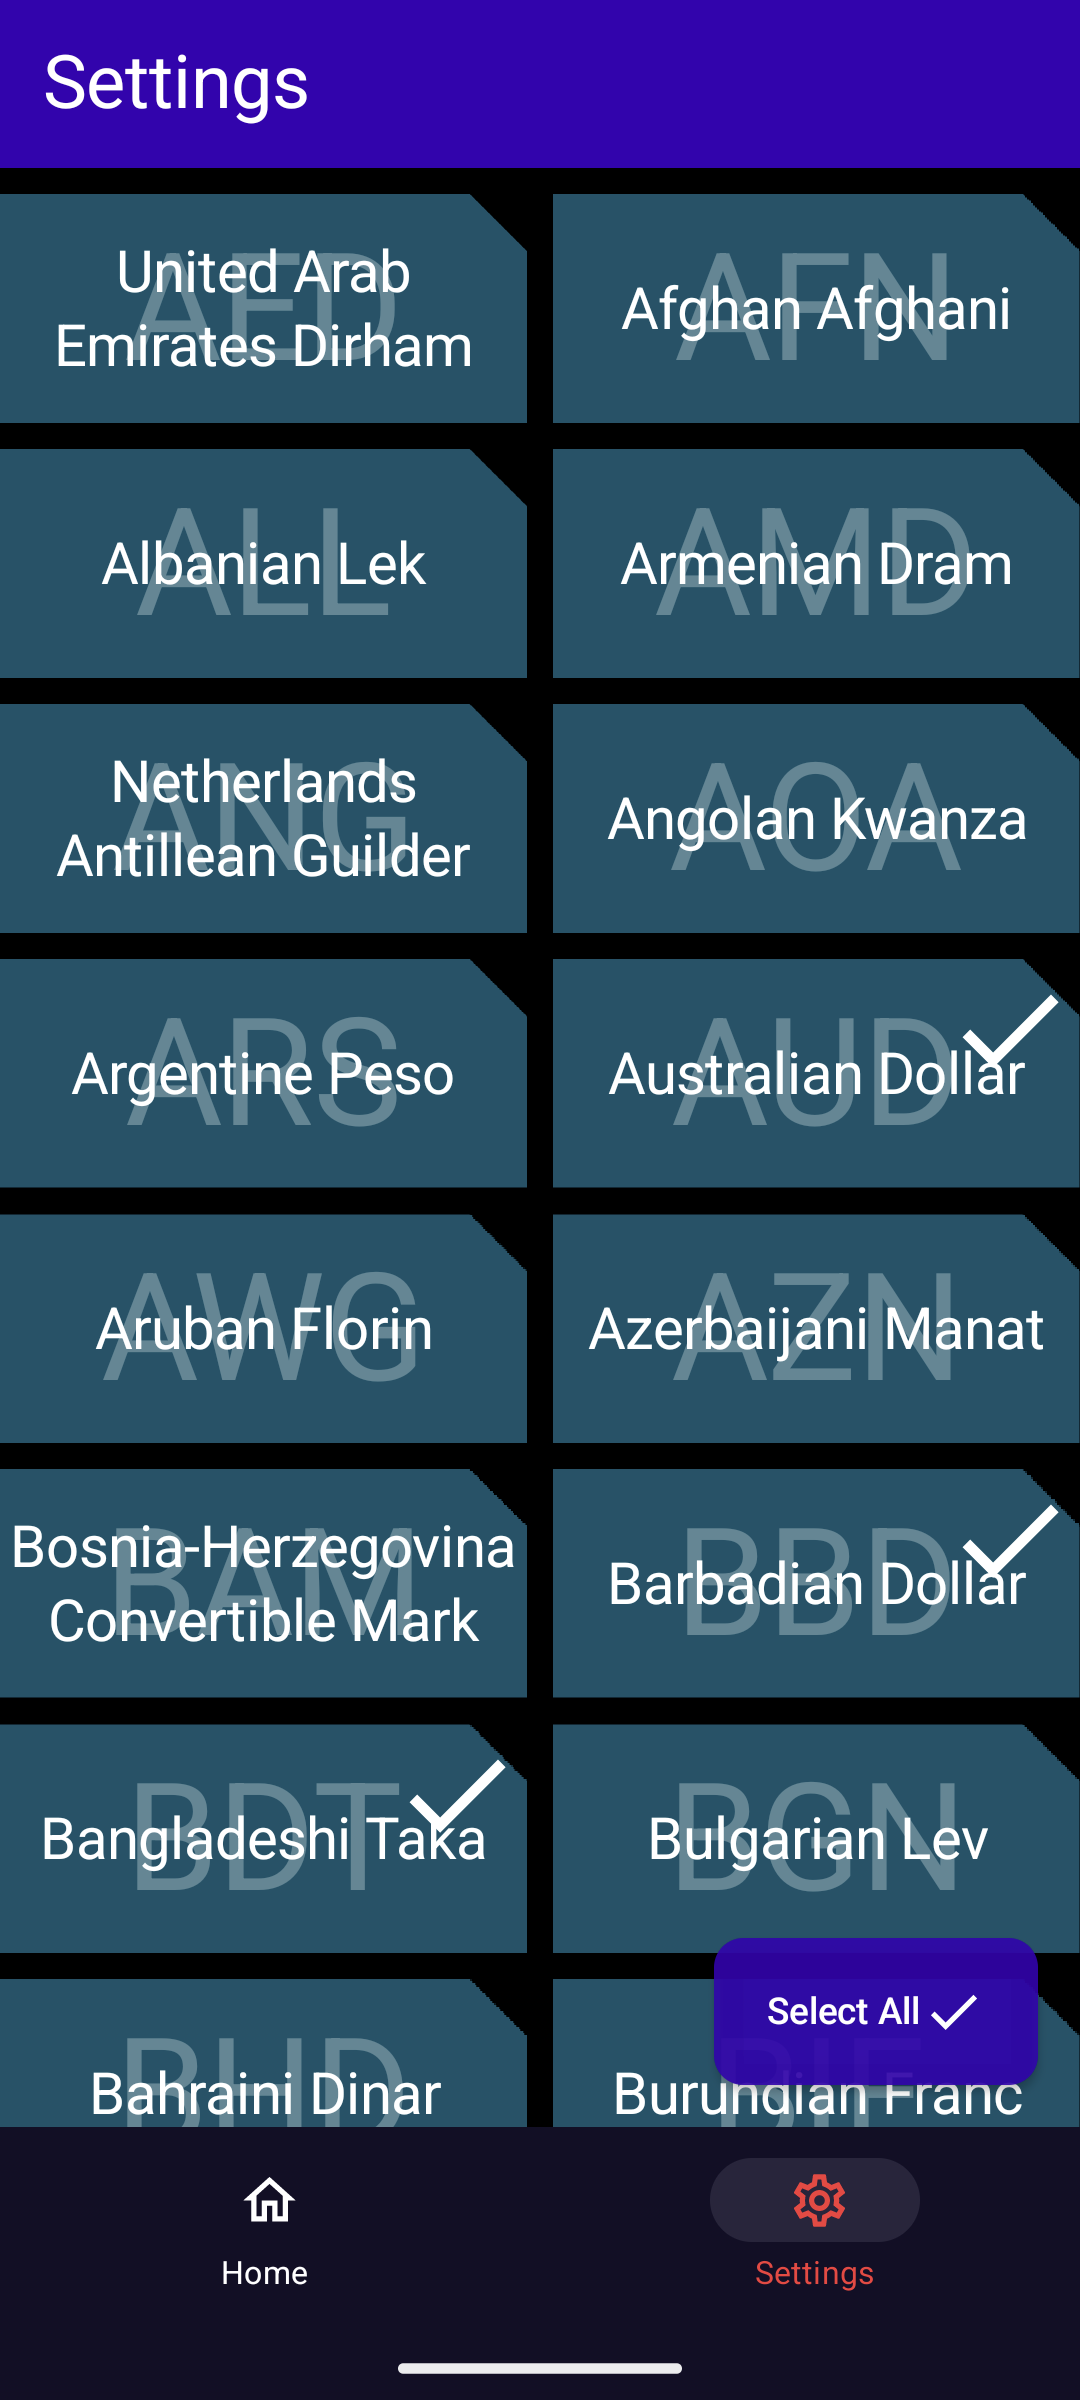 Settings
AED
United Arab
Emirates Dirham
AFN
Afghan Afghani
ALL
Albanian Lek
AMD
Armenian Dram
ANG
Netherlands
Antillean Guilder
AOA
Angolan Kwanza
ARS
Argentine Peso
AUD
Australian Dollar
AWG
Aruban Florin
AZN
Azerbaijani Manat
BAM
Bosnia-Herzegovina
Convertible Mark
BBD
Barbadian Dollar
BDT
Bangladeshi Taka
BGN
Bulgarian Lev
BHD
Bahraini Dinar
BIF
Burundian Franc
Select All
Home
Settings